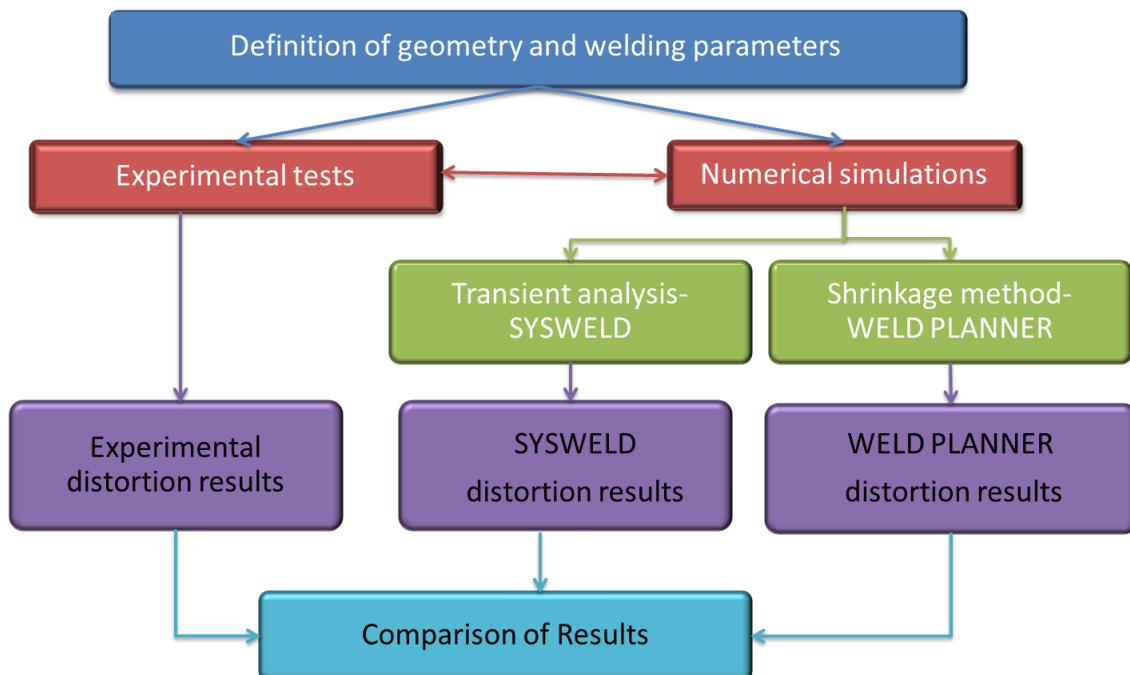 Definition of geometry and welding parameters
Experimental tests
Numerical simulations
Transient analysis-
SYSWELD
Shrinkage method-
WELD PLANNER
Experimental
distortion results
SYSWELD
distortion results
WELD PLANNER
distortion results
Comparison of Results